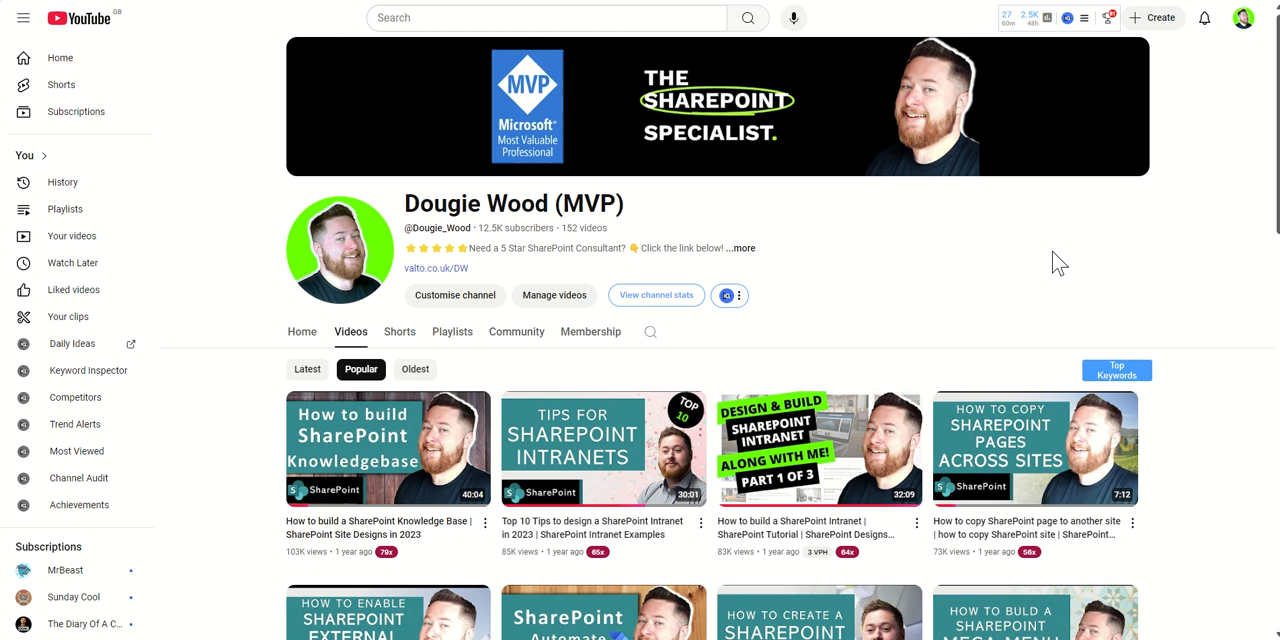 YouTube GB
Search
27 2.5K
60m 48h
Create
Home
Shorts
Subscriptions
You
History
Playlists
Your videos
Watch Later
Liked videos
Your clips
Daily Ideas
Keyword Inspector
Competitors
Trend Alerts
Most Viewed
Channel Audit
Achievements
Subscriptions
MrBeast
Sunday Cool
The Diary Of A C...
MVP
Microsoft®
Most Valuable
Professional
THE
SHAREPOINT
SPECIALIST.
Dougie Wood (MVP)
@Dougie_Wood · 12.5K subscribers · 152 videos
Need a 5 Star SharePoint Consultant? Click the link below! ...more
valto.co.uk/DW
Customise channel
Manage videos
View channel stats
Home Videos Shorts Playlists Community Membership
Latest Popular Oldest
Top
Keywords
How to build
SharePoint
Knowledgebase
SharePoint
40:04
How to build a SharePoint Knowledge Base |
SharePoint Site Designs in 2023
103K views · 1 year ago 79x
TOP
10
TIPS FOR
SHAREPOINT
INTRANETS
SharePoint
30:01
Top 10 Tips to design a SharePoint Intranet
in 2023 | SharePoint Intranet Examples
85K views · 1 year ago 65x
DESIGN & BUILD
SHAREPOINT
INTRANET
ALONG WITH ME!
PART 1 OF 3
32:09
How to build a SharePoint Intranet |
SharePoint Tutorial | SharePoint Designs...
83K views · 1 year ago 3 VPH 64x
HOW TO COPY
SHAREPOINT
PAGES
ACROSS SITES
SharePoint
7:12
How to copy SharePoint page to another site
| how to copy SharePoint site | SharePoint...
73K views · 1 year ago 56x
HOW TO ENABLE
SHAREPOINT
EXTERNAL
SharePoint
Automate
HOW TO CREATE A
SHAREPOINT
HOW TO BUILD A
SHAREPOINT
MEGA MENU